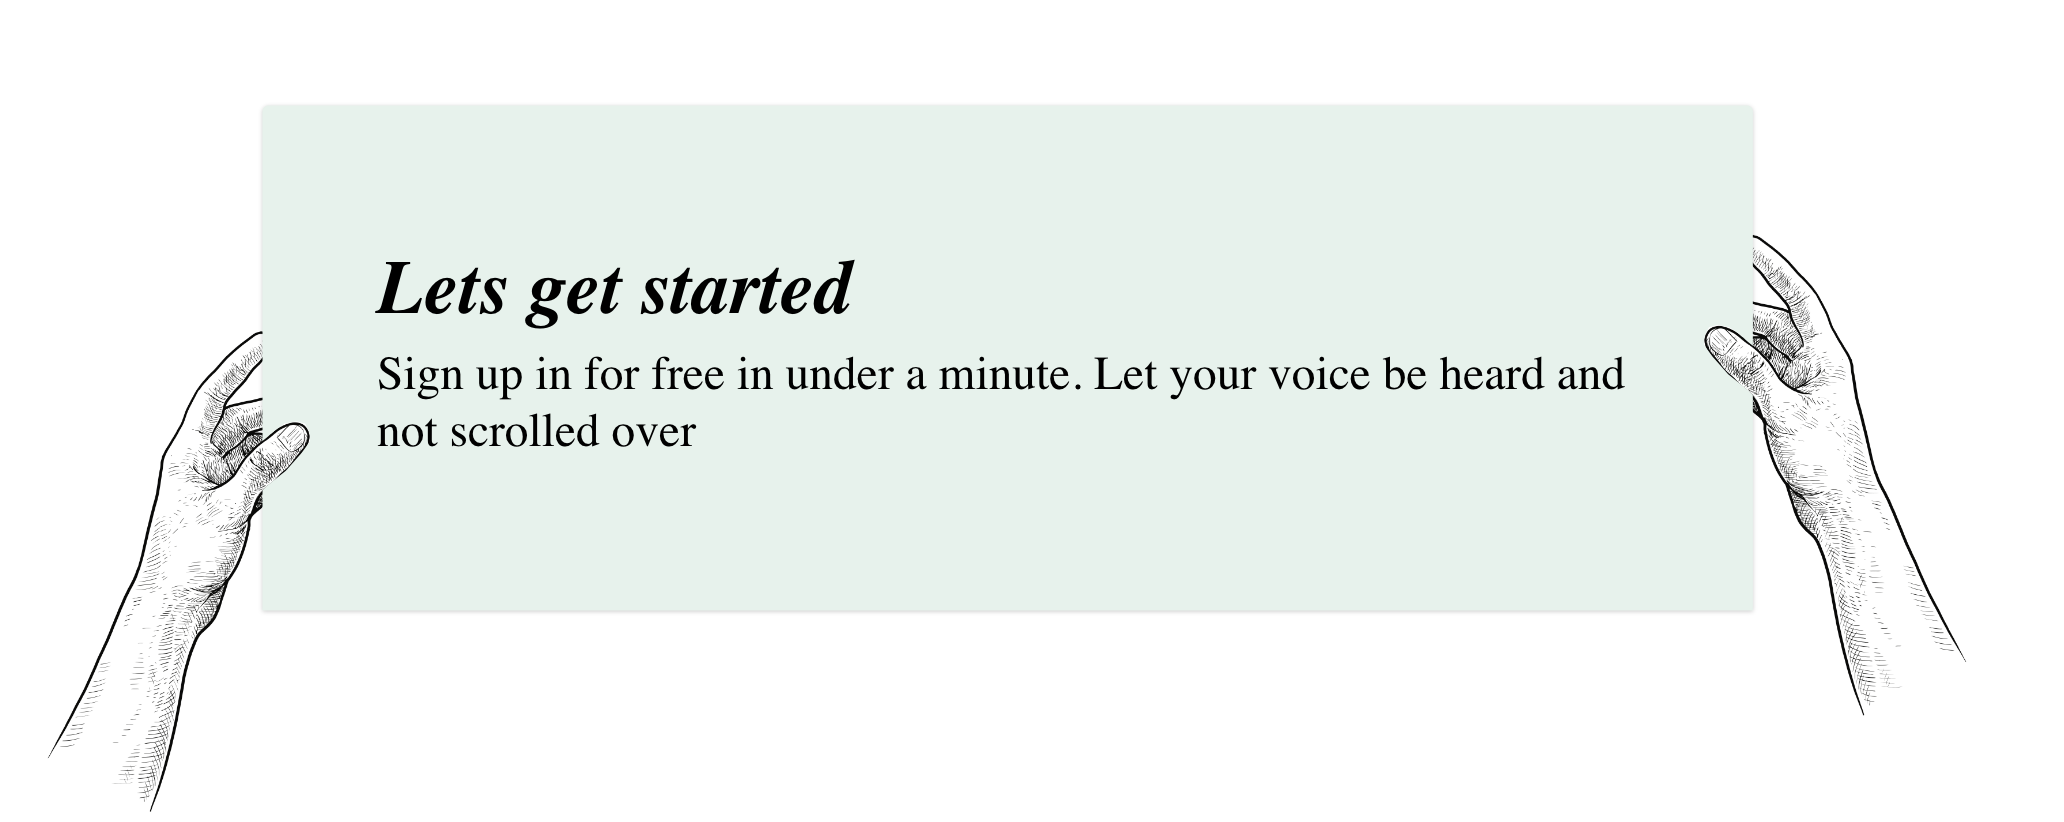 Lets get started
Sign up in for free in under a minute. Let your voice be heard and
not scrolled over